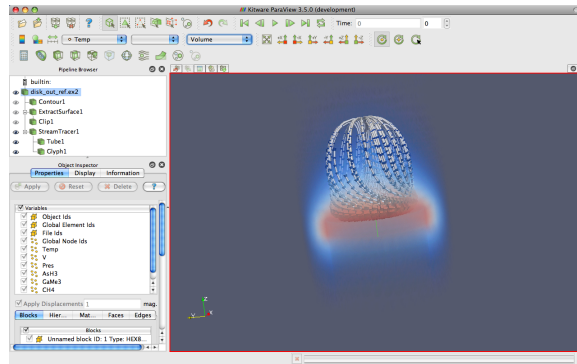 Kitware ParaView 3.5.0 (development)
Time: 0 0
Temp Volume
Pipeline Browser
builtin:
disk_out_ref.ex2
Contour1
ExtractSurface1
Clip1
StreamTracer1
Tube1
Glyph1
Object Inspector
Properties Display Information
Apply Reset Delete ?
Variables
Object Ids
Global Element Ids
File Ids
Global Node Ids
Temp
V
Pres
AsH3
GaMe3
CH4
Apply Displacements 1 mag.
Blocks Hier... Mat... Faces Edges
Blocks
Unnamed block ID: 1 Type: HEX8...
Z
Y